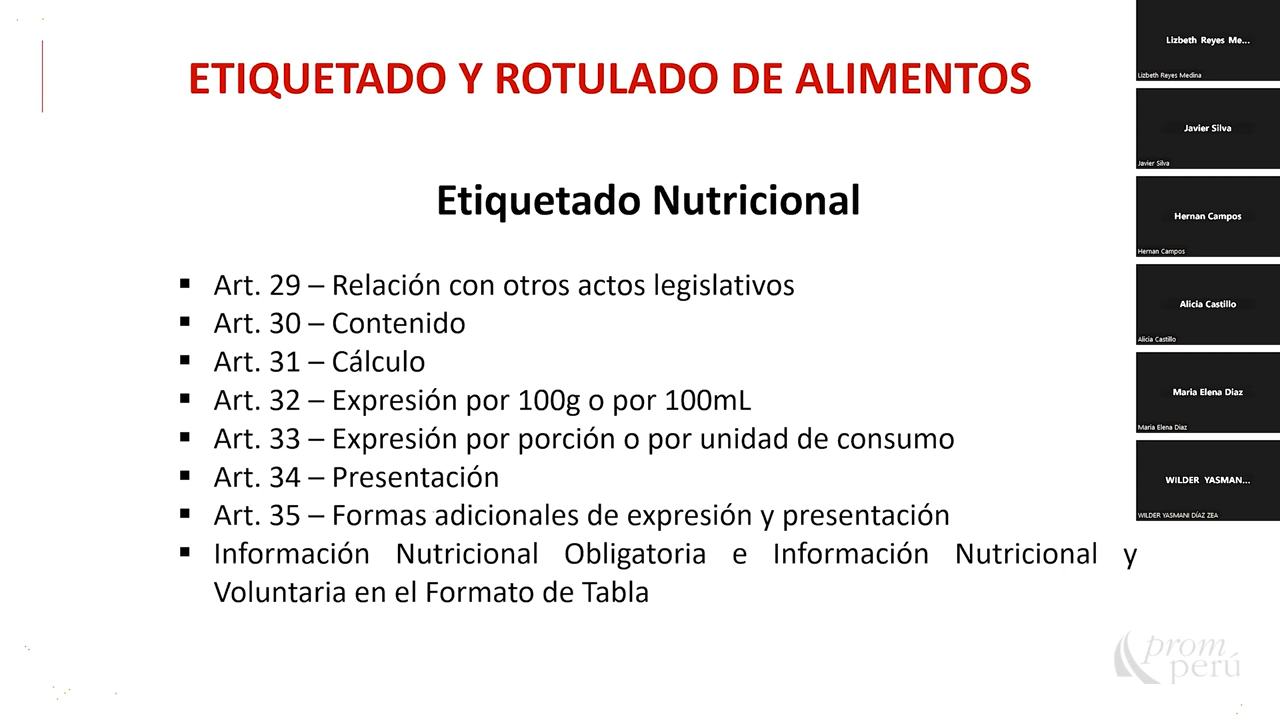 ETIQUETADO Y ROTULADO DE ALIMENTOS
Etiquetado Nutricional
▪ Art. 29 – Relación con otros actos legislativos
▪ Art. 30 – Contenido
▪ Art. 31 – Cálculo
▪ Art. 32 – Expresión por 100g o por 100mL
▪ Art. 33 – Expresión por porción o por unidad de consumo
▪ Art. 34 – Presentación
▪ Art. 35 – Formas adicionales de expresión y presentación
▪ Información Nutricional Obligatoria e Información Nutricional y
Voluntaria en el Formato de Tabla
Lizbeth Reyes Me...
Lizbeth Reyes Medina
Javier Silva
Javier Silva
Hernan Campos
Hernan Campos
Alicia Castillo
Alicia Castillo
Maria Elena Diaz
Maria Elena Diaz
WILDER YASMAN...
WILDER YASMANI DÍAZ ZEA
prom
perú